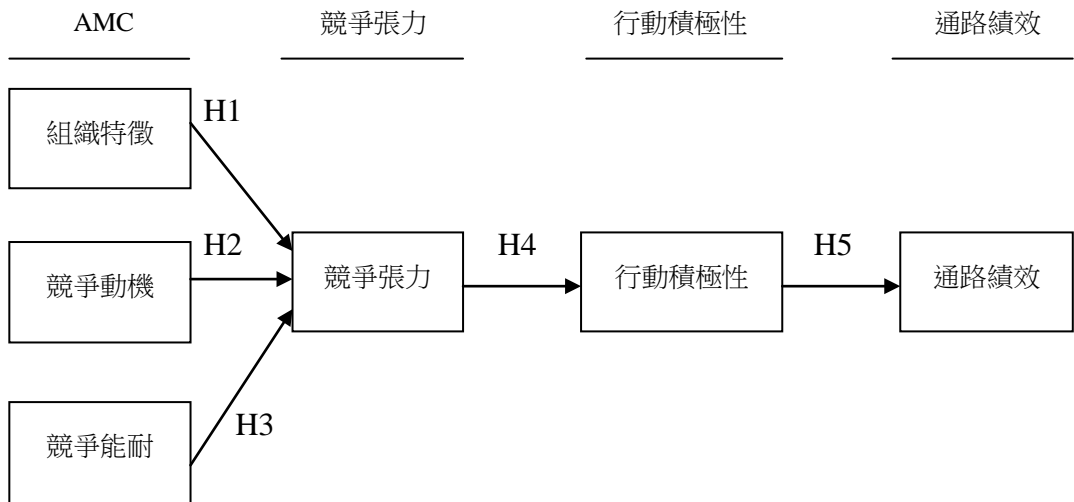 AMC 競爭張力 行動積極性 通路績效
組織特徵
H1
競爭動機
H2
競爭張力
H4
行動積極性
H5
通路績效
競爭能耐
H3